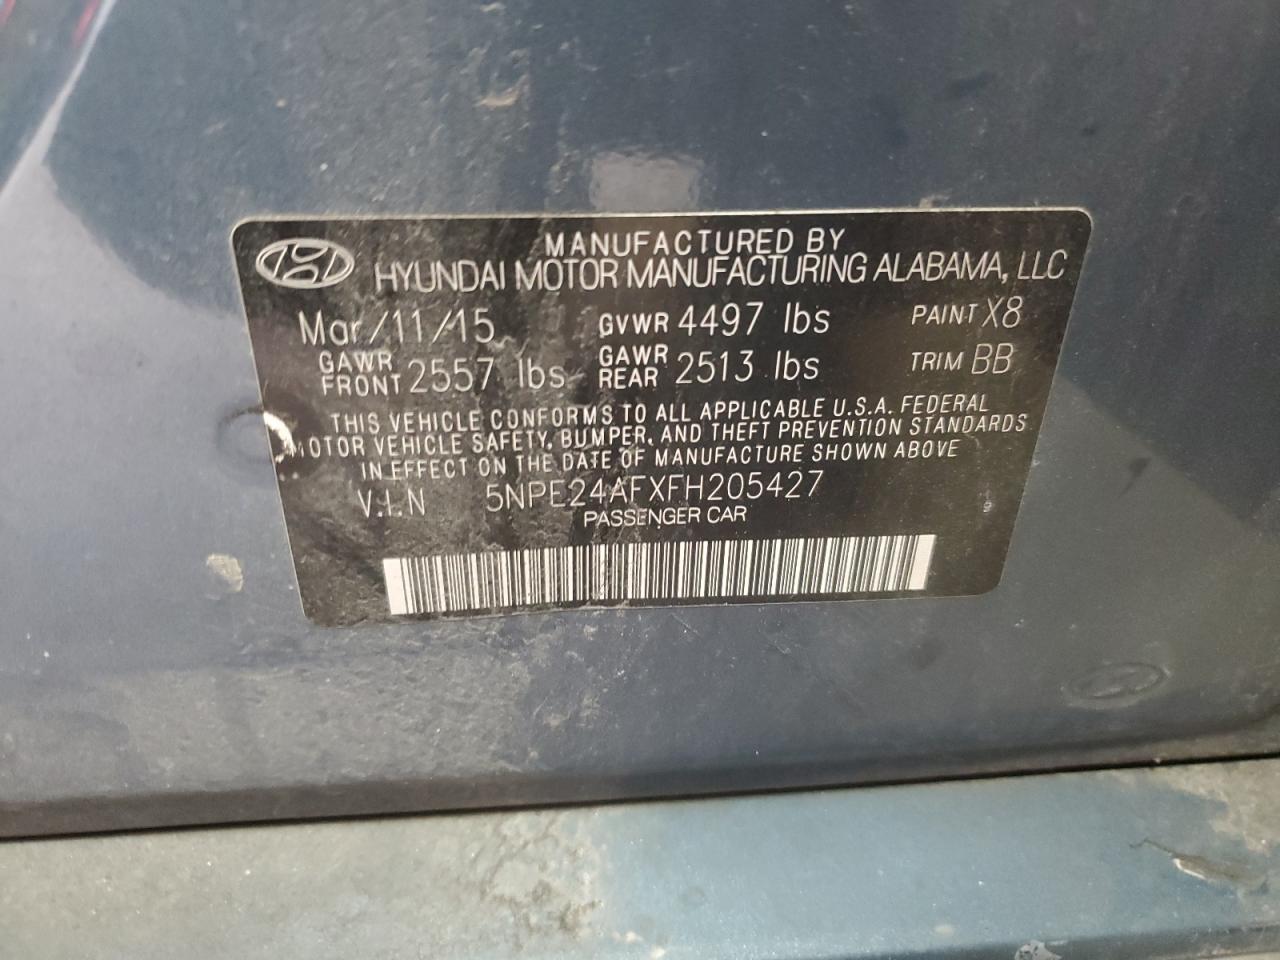 MANUFACTURED BY
HYUNDAI MOTOR MANUFACTURING ALABAMA, LLC
Mar/11/15 GVWR 4497 lbs PAINT X8
GAWR FRONT 2557 lbs GAWR REAR 2513 lbs TRIM BB
THIS VEHICLE CONFORMS TO ALL APPLICABLE U.S.A. FEDERAL
MOTOR VEHICLE SAFETY, BUMPER, AND THEFT PREVENTION STANDARDS
IN EFFECT ON THE DATE OF MANUFACTURE SHOWN ABOVE
V.I.N 5NPE24AFXFH205427
PASSENGER CAR